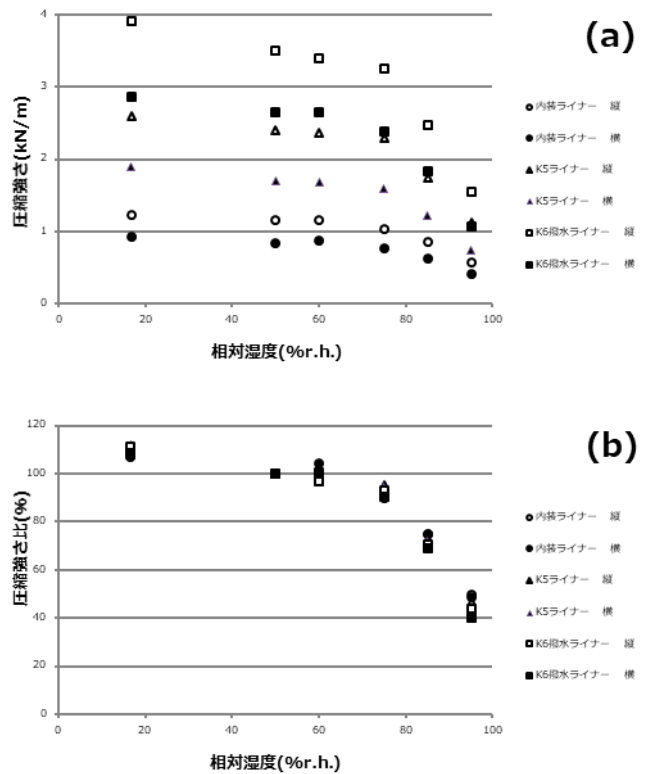 (a)
圧縮強さ(kN/m)
4
3
2
1
0
0 20 40 60 80 100
相対湿度(%r.h.)
内装ライナー 縦
内装ライナー 横
K5ライナー 縦
K5ライナー 横
K6撥水ライナー 縦
K6撥水ライナー 横
(b)
圧縮強さ比(%)
120
100
80
60
40
20
0
0 20 40 60 80 100
相対湿度(%r.h.)
内装ライナー 縦
内装ライナー 横
K5ライナー 縦
K5ライナー 横
K6撥水ライナー 縦
K6撥水ライナー 横